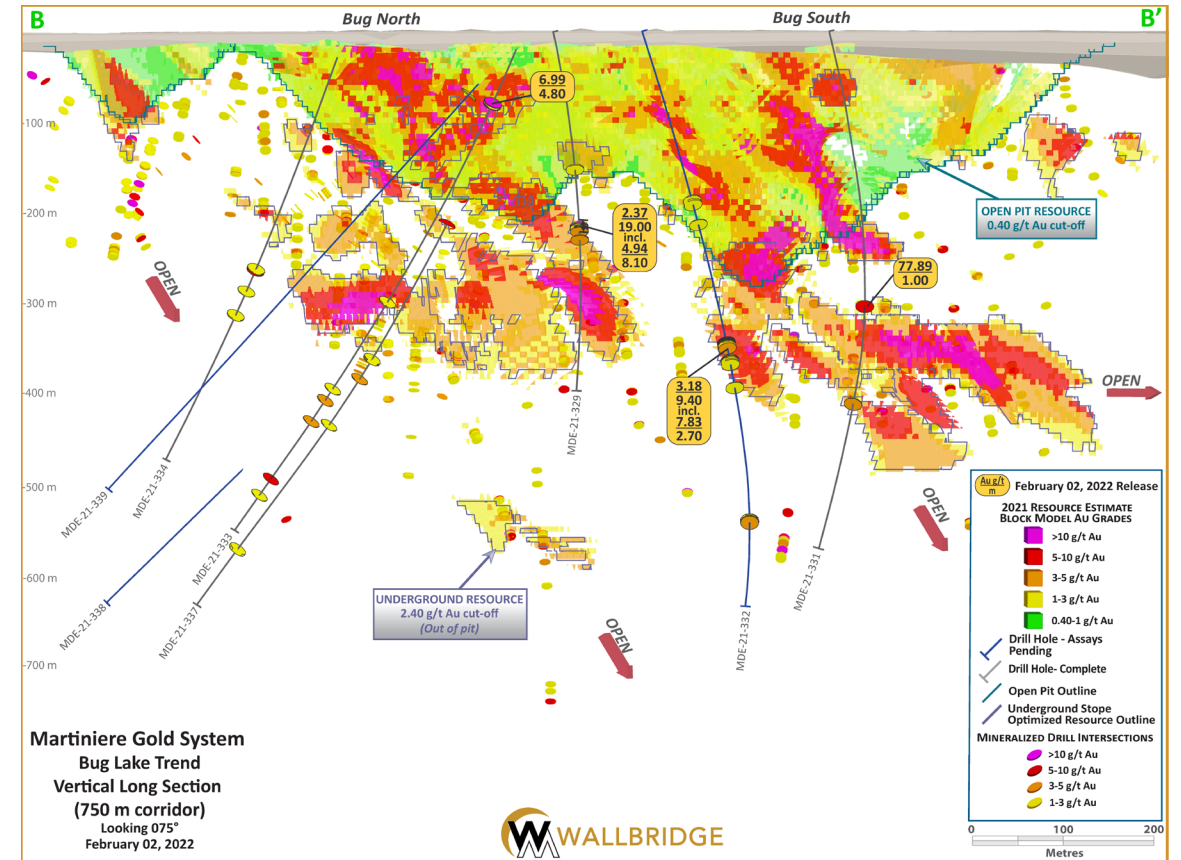 B
Bug North
Bug South
B’
-100 m
-200 m
-300 m
-400 m
-500 m
-600 m
-700 m
6.99
4.80
2.37
19.00
incl.
4.94
8.10
77.89
1.00
3.18
9.40
incl.
7.83
2.70
OPEN PIT RESOURCE
0.40 g/t Au cut-off
UNDERGROUND RESOURCE
2.40 g/t Au cut-off
(Out of pit)
OPEN
OPEN
OPEN
OPEN
MDE-21-339
MDE-21-334
MDE-21-333
MDE-21-338
MDE-21-337
MDE-21-329
MDE-21-332
MDE-21-331
Au g/t
m
February 02, 2022 Release
2021 RESOURCE ESTIMATE
BLOCK MODEL AU GRADES
>10 g/t Au
5-10 g/t Au
3-5 g/t Au
1-3 g/t Au
0.40-1 g/t Au
Drill Hole - Assays
Pending
Drill Hole- Complete
Open Pit Outline
Underground Stope
Optimized Resource Outline
MINERALIZED DRILL INTERSECTIONS
>10 g/t Au
5-10 g/t Au
3-5 g/t Au
1-3 g/t Au
0 100 200
Metres
Martiniere Gold System
Bug Lake Trend
Vertical Long Section
(750 m corridor)
Looking 075°
February 02, 2022
WALLBRIDGE